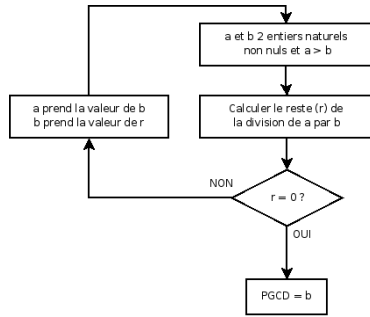 a et b 2 entiers naturels
non nuls et a > b
a prend la valeur de b
b prend la valeur de r
Calculer le reste (r) de
la division de a par b
NON
r = 0 ?
OUI
PGCD = b